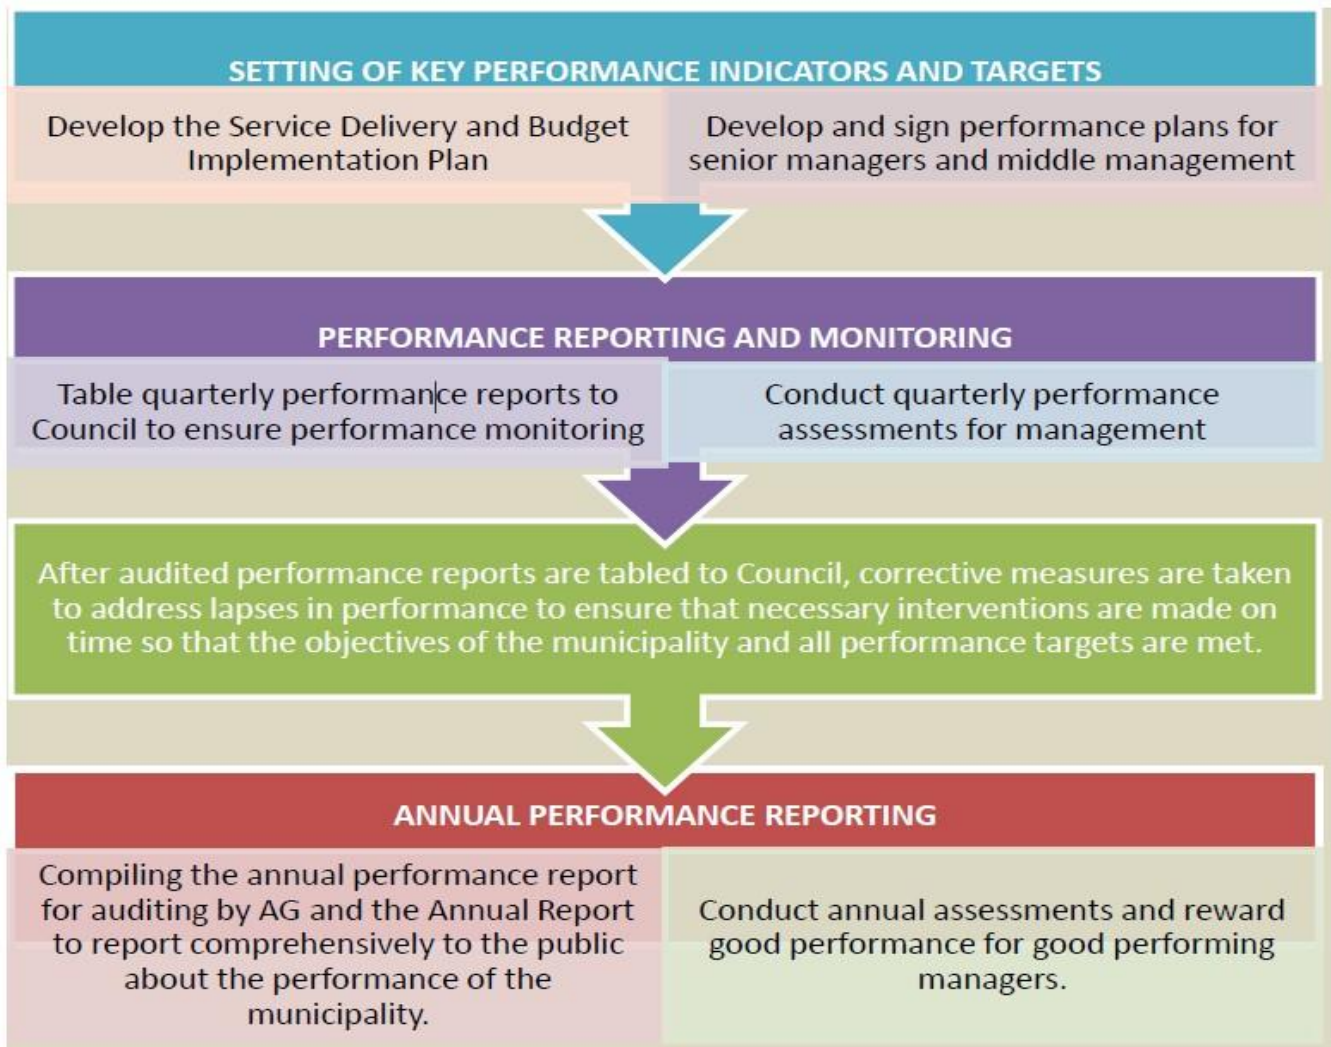 SETTING OF KEY PERFORMANCE INDICATORS AND TARGETS
Develop the Service Delivery and Budget
Implementation Plan
Develop and sign performance plans for
senior managers and middle management
PERFORMANCE REPORTING AND MONITORING
Table quarterly performance reports to
Council to ensure performance monitoring
Conduct quarterly performance
assessments for management
After audited performance reports are tabled to Council, corrective measures are taken
to address lapses in performance to ensure that necessary interventions are made on
time so that the objectives of the municipality and all performance targets are met.
ANNUAL PERFORMANCE REPORTING
Compiling the annual performance report
for auditing by AG and the Annual Report
to report comprehensively to the public
about the performance of the
municipality.
Conduct annual assessments and reward
good performance for good performing
managers.